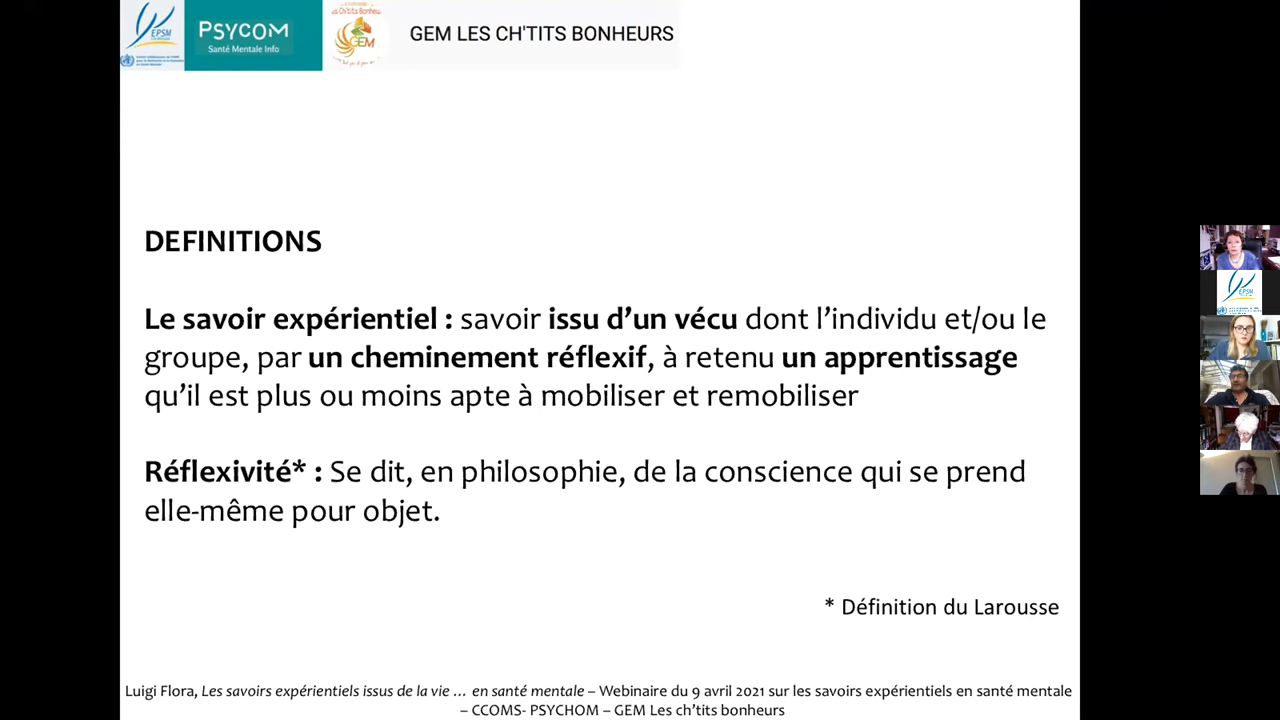 EPSM
PSYCOM
Santé Mentale Info
GEM
GEM LES CH'TITS BONHEURS
DEFINITIONS
Le savoir expérientiel : savoir issu d’un vécu dont l’individu et/ou le
groupe, par un cheminement réflexif, à retenu un apprentissage
qu’il est plus ou moins apte à mobiliser et remobiliser
Réflexivité* : Se dit, en philosophie, de la conscience qui se prend
elle-même pour objet.
* Définition du Larousse
Luigi Flora, Les savoirs expérientiels issus de la vie … en santé mentale – Webinaire du 9 avril 2021 sur les savoirs expérientiels en santé mentale
– CCOMS- PSYCHOM – GEM Les ch’tits bonheurs
EPSM